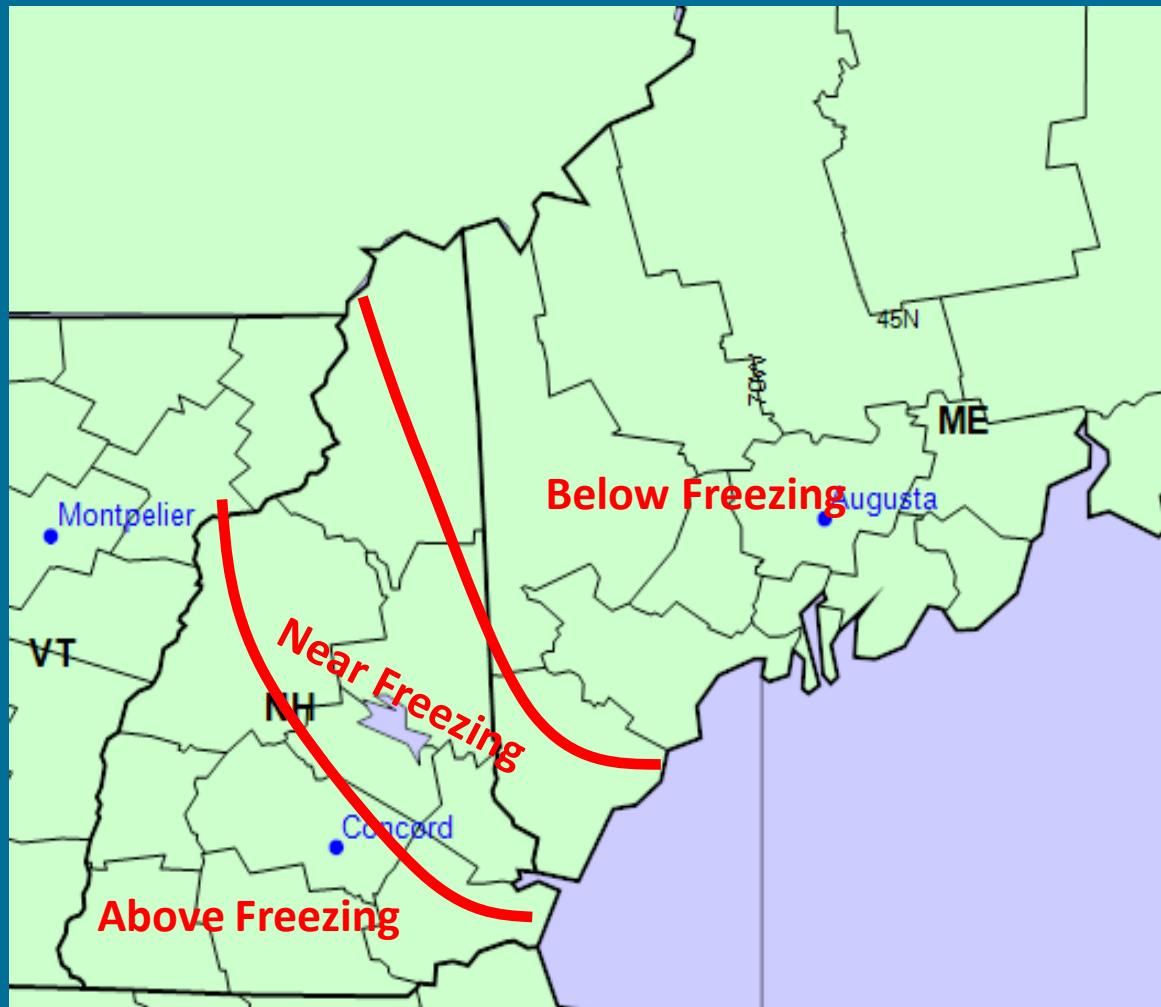 45N
70W
ME
Below Freezing
Augusta
Montpelier
VT
Near Freezing
NH
Concord
Above Freezing